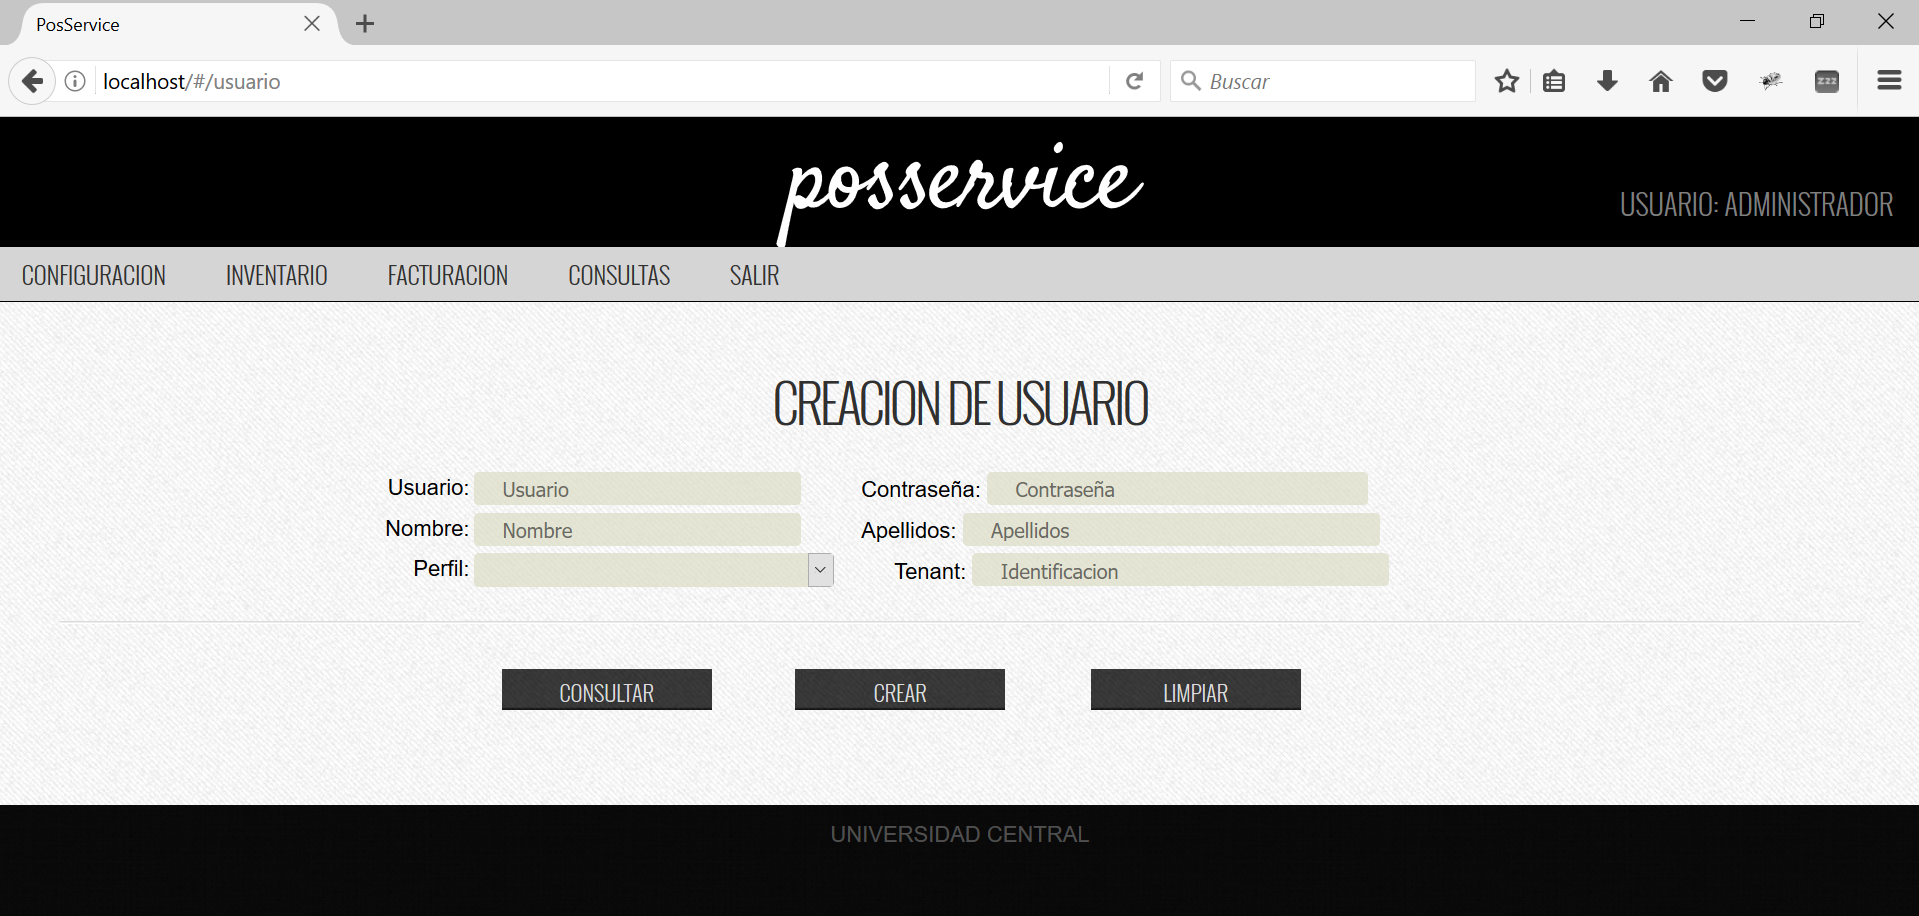 PosService
localhost/#/usuario
Buscar
zzz
posservice
USUARIO: ADMINISTRADOR
CONFIGURACION INVENTARIO FACTURACION CONSULTAS SALIR
CREACION DE USUARIO
Usuario: Usuario Contraseña: Contraseña
Nombre: Nombre Apellidos: Apellidos
Perfil: Tenant: Identificacion
CONSULTAR CREAR LIMPIAR
UNIVERSIDAD CENTRAL